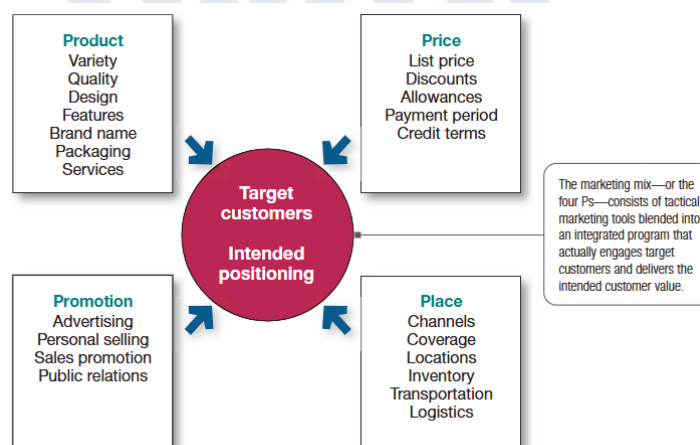 Product
Variety
Quality
Design
Features
Brand name
Packaging
Services
Price
List price
Discounts
Allowances
Payment period
Credit terms
Target
customers
Intended
positioning
The marketing mix—or the
four Ps—consists of tactical
marketing tools blended into
an integrated program that
actually engages target
customers and delivers the
intended customer value.
Promotion
Advertising
Personal selling
Sales promotion
Public relations
Place
Channels
Coverage
Locations
Inventory
Transportation
Logistics